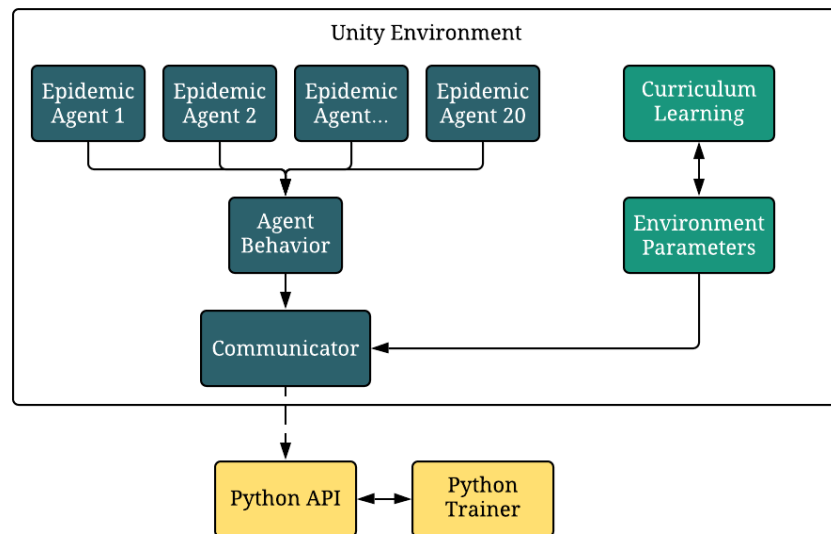 Unity Environment
Epidemic
Agent 1
Epidemic
Agent 2
Epidemic
Agent...
Epidemic
Agent 20
Curriculum
Learning
Agent
Behavior
Environment
Parameters
Communicator
Python API
Python
Trainer